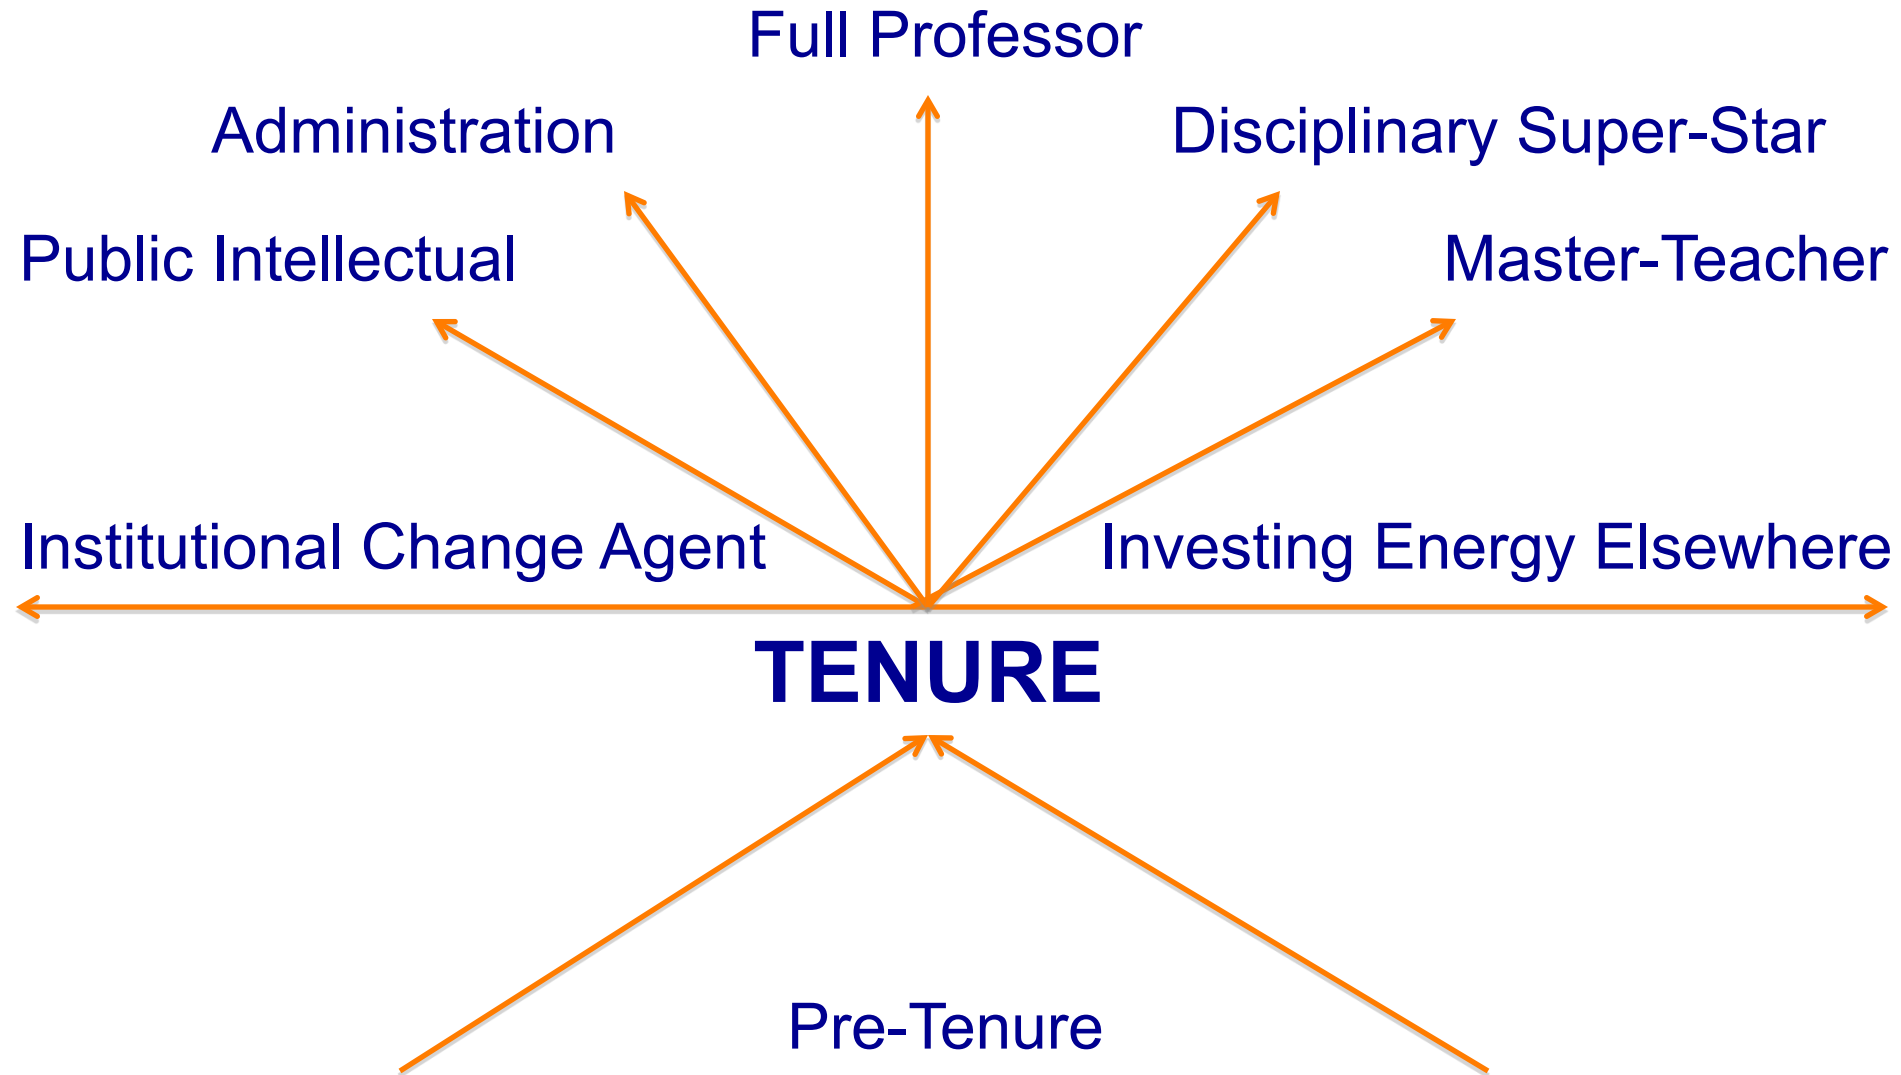 Full Professor
Administration
Disciplinary Super-Star
Public Intellectual
Master-Teacher
Institutional Change Agent
Investing Energy Elsewhere
TENURE
Pre-Tenure